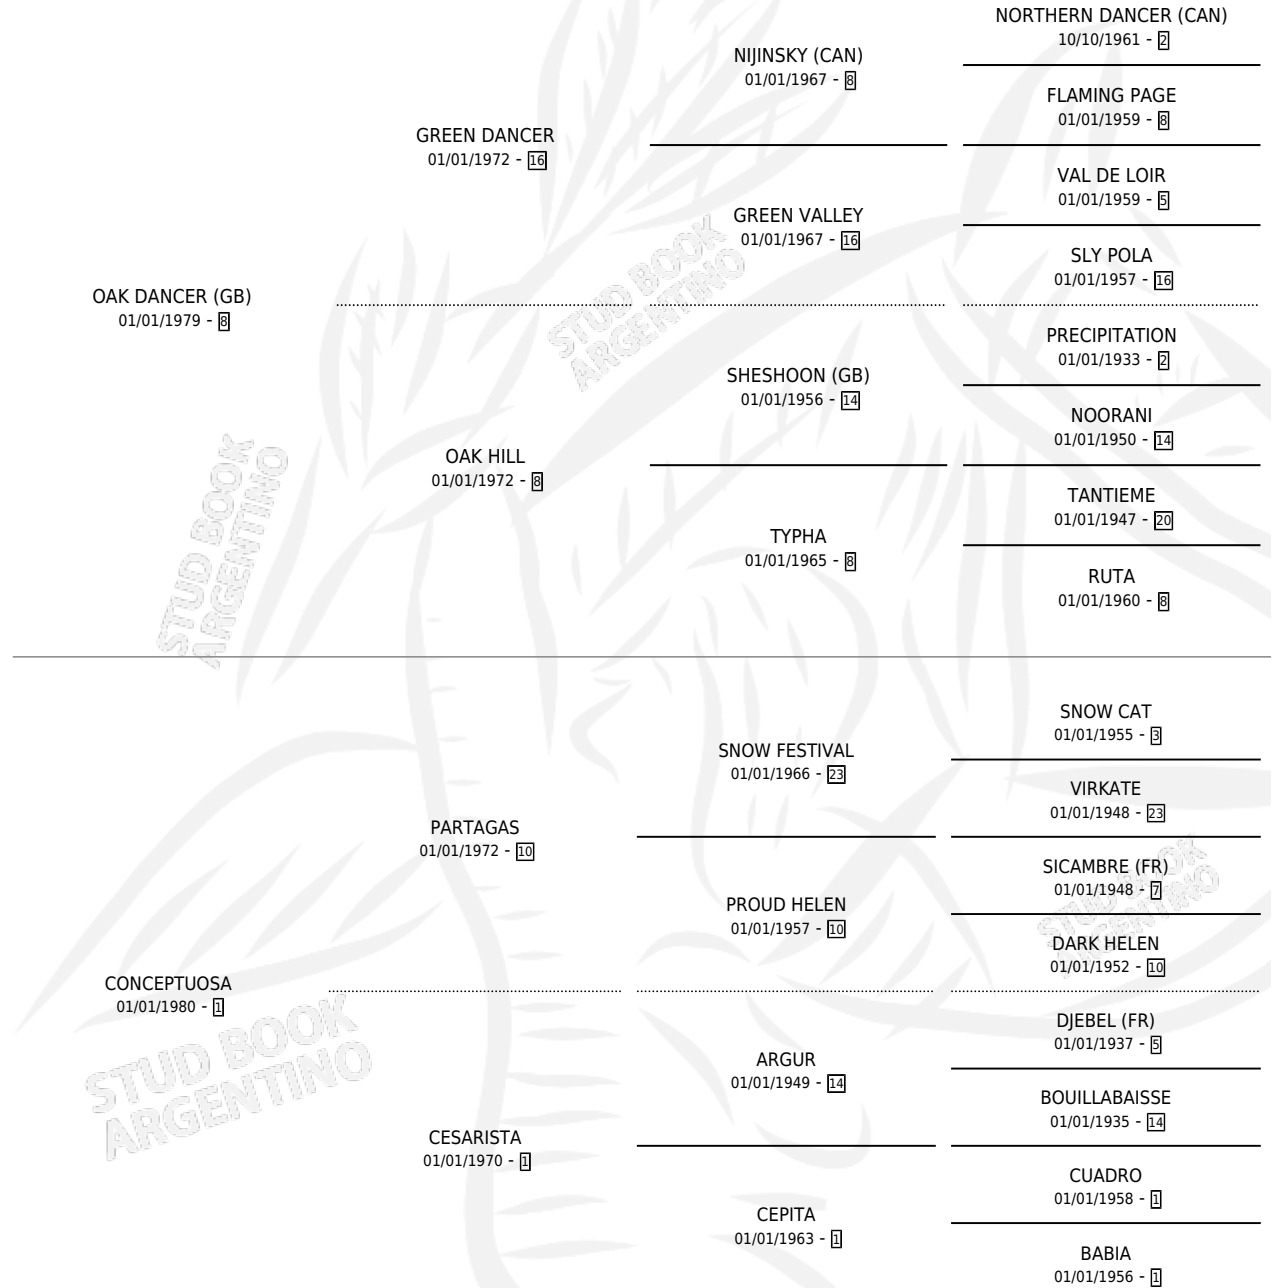 NORTHERN DANCER (CAN)
10/10/1961 - 2
NIJINSKY (CAN)
01/01/1967 - 8
FLAMING PAGE
01/01/1959 - 8
GREEN DANCER
01/01/1972 - 16
VAL DE LOIR
01/01/1959 - 5
GREEN VALLEY
01/01/1967 - 16
SLY POLA
01/01/1957 - 16
OAK DANCER (GB)
01/01/1979 - 8
PRECIPITATION
01/01/1933 - 2
SHESHOON (GB)
01/01/1956 - 14
NOORANI
01/01/1950 - 14
OAK HILL
01/01/1972 - 8
TANTIEME
01/01/1947 - 20
TYPHA
01/01/1965 - 8
RUTA
01/01/1960 - 8
SNOW CAT
01/01/1955 - 3
SNOW FESTIVAL
01/01/1966 - 23
VIRKATE
01/01/1948 - 23
PARTAGAS
01/01/1972 - 10
SICAMBRE (FR)
01/01/1948 - 7
PROUD HELEN
01/01/1957 - 10
DARK HELEN
01/01/1952 - 10
CONCEPTUOSA
01/01/1980 - 1
DJEBEL (FR)
01/01/1937 - 5
ARGUR
01/01/1949 - 14
BOUILLABAISSE
01/01/1935 - 14
CESARISTA
01/01/1970 - 1
CUADRO
01/01/1958 - 1
CEPITA
01/01/1963 - 1
BABIA
01/01/1956 - 1
STUD BOOK
ARGENTINO
STUD BOOK
ARGENTINO
STUD BOOK
ARGENTINO
STUD BOOK
ARGENTINO